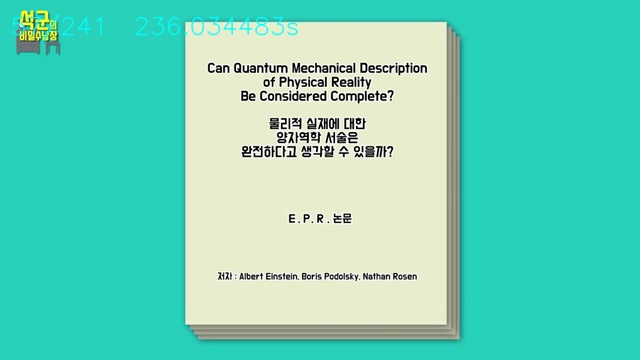 석군의
비밀수납장
/241 236.034483s
Can Quantum Mechanical Description
of Physical Reality
Be Considered Complete?
물리적 실재에 대한
양자역학 서술은
완전하다고 생각할 수 있을까?
E . P . R . 논문
저자 : Albert Einstein, Boris Podolsky, Nathan Rosen